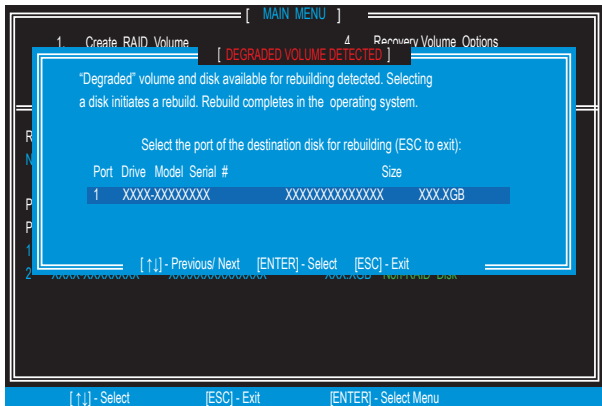 [ MAIN MENU ]
1. Create RAID Volume 4. Recovery Volume Options
[ DEGRADED VOLUME DETECTED ]
“Degraded” volume and disk available for rebuilding detected. Selecting
a disk initiates a rebuild. Rebuild completes in the operating system.
Select the port of the destination disk for rebuilding (ESC to exit):
Port Drive Model Serial # Size
1 XXXX-XXXXXXXX XXXXXXXXXXXXXX XXX.XGB
[ ↑↓] - Previous/ Next [ENTER] - Select [ESC] - Exit
R
N
P
P
1
2 XXXX-XXXXXXXX XXXXXXXXXXXXXX XXX.XGB Non-RAID Disk
[ ↑↓] - Select [ESC] - Exit [ENTER] - Select Menu